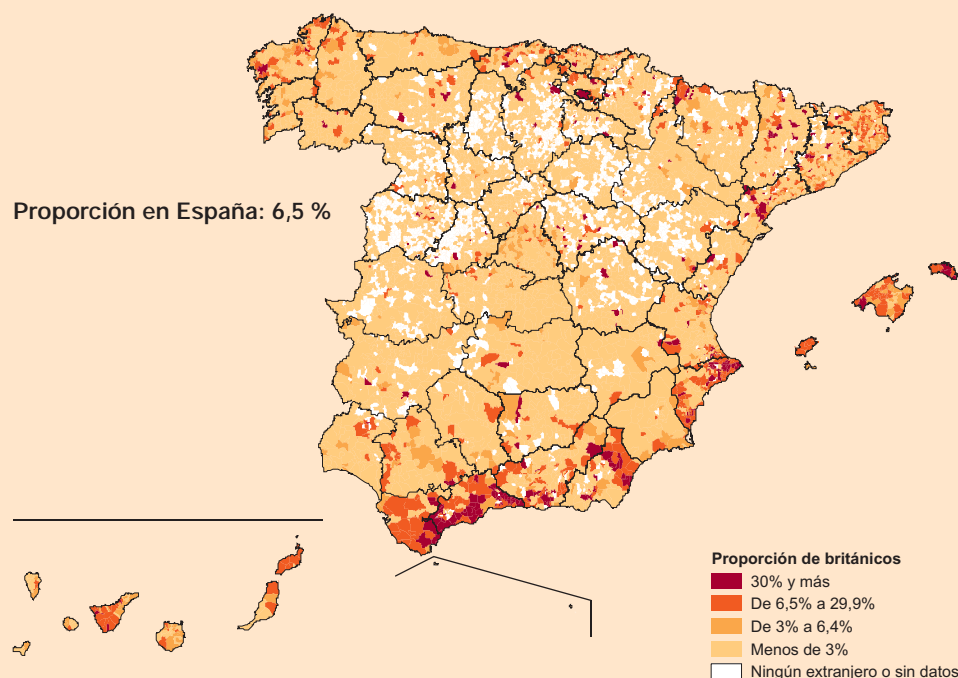 Proporción en España: 6,5 %
Proporción de británicos
30% y más
De 6,5% a 29,9%
De 3% a 6,4%
Menos de 3%
Ningún extranjero o sin datos